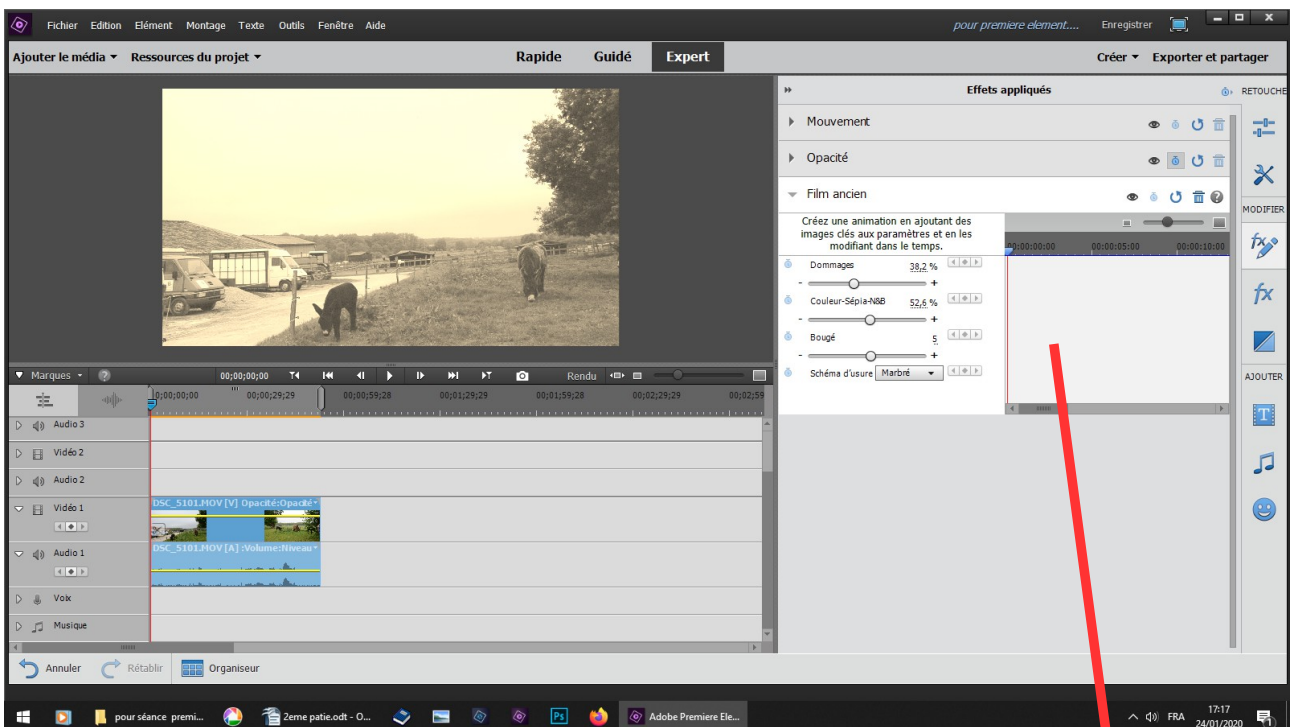 Fichier Edition Elément Montage Texte Outils Fenêtre Aide
pour premiere element.... Enregistrer
Ajouter le média Ressources du projet
Rapide Guidé Expert
Créer Exporter et partager
Effets appliqués
RETOUCHE
Mouvement
Opacité
Film ancien
MODIFIER
Créez une animation en ajoutant des
images clés aux paramètres et en les
modifiant dans le temps.
00:00:00:00 00:00:05:00 00:00:10:00
Dommages 38,2 %
- +
Couleur-Sépia-N&B 52,6 %
- +
Bougé 5
- +
Schéma d'usure Marbré
AJOUTER
Marques 00;00;00;00 Rendu
0;00;00;00 00;00;29;29 00;00;59;28 00;01;29;29 00;01;59;28 00;02;29;29 00;02;59
Audio 3
Vidéo 2
Audio 2
Vidéo 1
DSC_5101.MOV [V] Opacité:Opacité
Audio 1
DSC_5101.MOV [A] :Volume:Niveau
Voix
Musique
Annuler Rétablir Organiseur
pour séance premi... 2eme patie.odt - O... Ps Adobe Premiere Ele...
FRA 17:17
24/01/2020